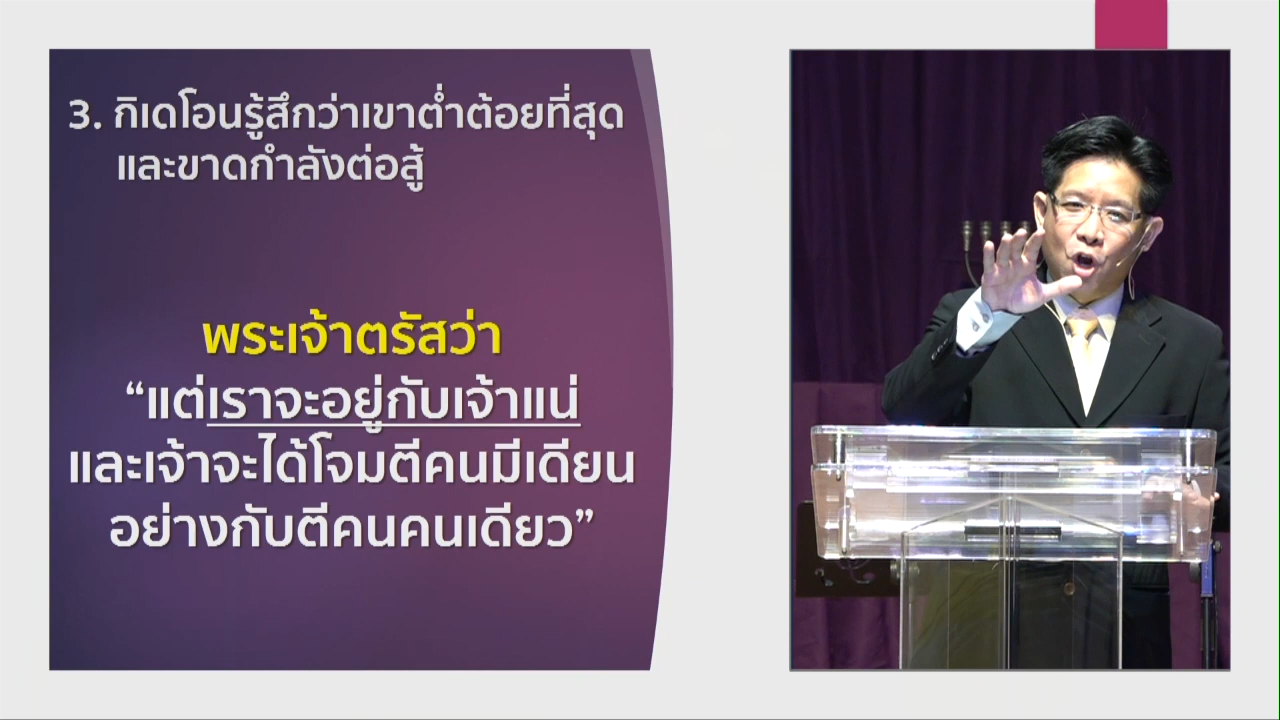 3. กิเดโอนรู้สึกว่าเขาต่ำต้อยที่สุด
และขาดกำลังต่อสู้
พระเจ้าตรัสว่า
“แต่เราจะอยู่กับเจ้าแน่
และเจ้าจะได้โจมตีคนมีเดียน
อย่างกับตีคนคนเดียว”